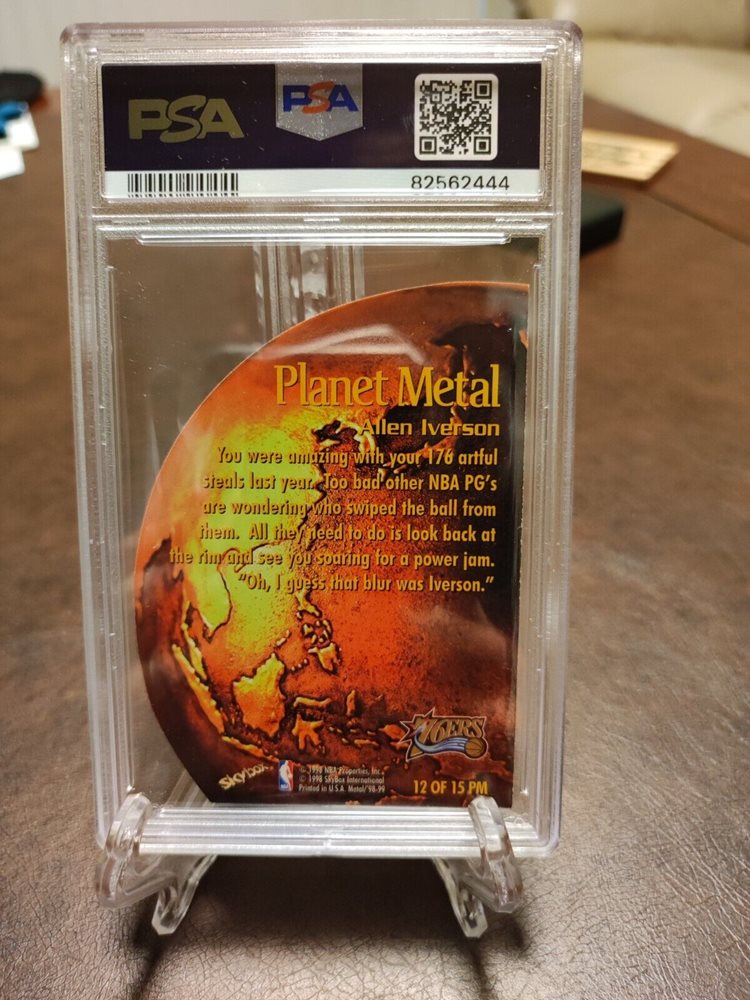 PSA
PSA
82562444
Planet Metal
Allen Iverson
You were amazing with your 176 artful
steals last year. Too bad other NBA PG's
are wondering who swiped the ball from
them. All they need to do is look back at
the rim and see you soaring for a power jam.
"Oh, I guess that blur was Iverson."
76ERS
SkyBox
© 1998 NBA Properties, Inc.
© 1998 SkyBox International
Printed in U.S.A. Metal/'98-99
12 OF 15 PM